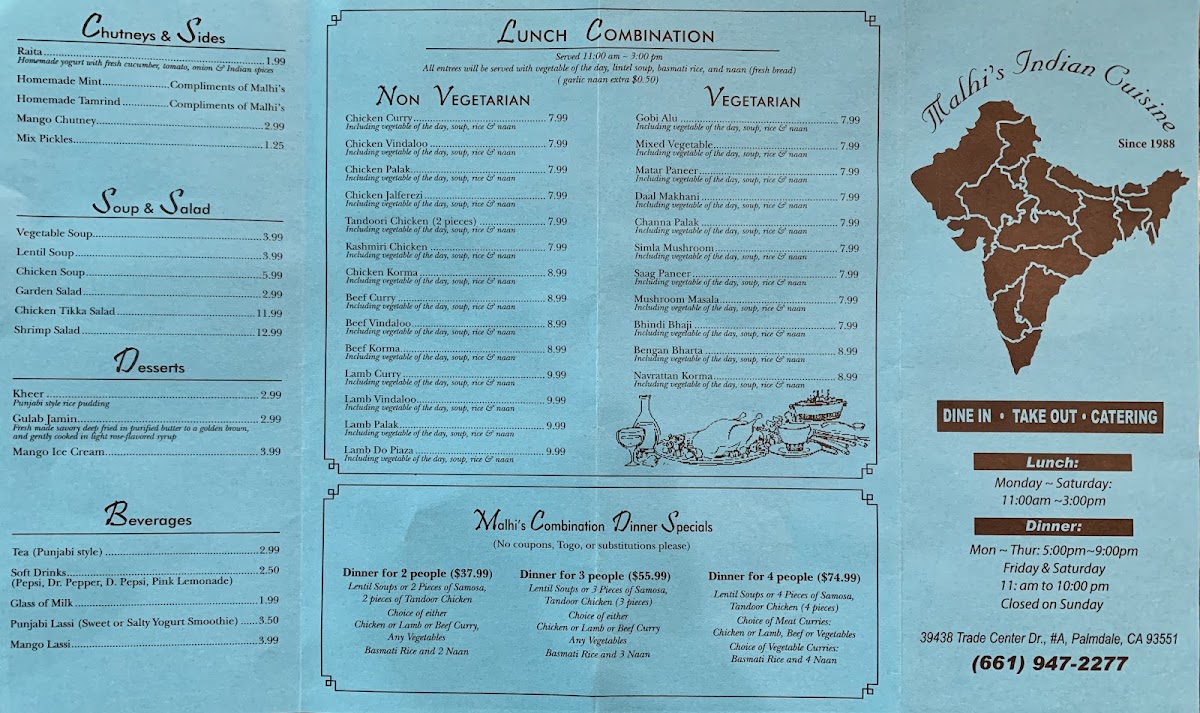 Chutneys & Sides
Raita 1.99
Homemade yogurt with fresh cucumber, tomato, onion & Indian spices
Homemade Mint Compliments of Malhi's
Homemade Tamrind Compliments of Malhi's
Mango Chutney 2.99
Mix Pickles 1.25
Soup & Salad
Vegetable Soup 3.99
Lentil Soup 3.99
Chicken Soup 5.99
Garden Salad 2.99
Chicken Tikka Salad 11.99
Shrimp Salad 12.99
Desserts
Kheer 2.99
Punjabi style rice pudding
Gulab Jamin 2.99
Fresh made savory deep fried in purified butter to a golden brown,
and gently cooked in light rose-flavored syrup
Mango Ice Cream 3.99
Beverages
Tea (Punjabi style) 2.99
Soft Drinks 2.50
(Pepsi, Dr. Pepper, D. Pepsi, Pink Lemonade)
Glass of Milk 1.99
Punjabi Lassi (Sweet or Salty Yogurt Smoothie) 3.50
Mango Lassi 3.99
Lunch Combination
Served 11:00 am – 3:00 pm
All entrees will be served with vegetable of the day, lintel soup, basmati rice, and naan (fresh bread)
( garlic naan extra $0.50)
Non Vegetarian
Chicken Curry 7.99
Including vegetable of the day, soup, rice & naan
Chicken Vindaloo 7.99
Including vegetable of the day, soup, rice & naan
Chicken Palak 7.99
Including vegetable of the day, soup, rice & naan
Chicken Jalferezi 7.99
Including vegetable of the day, soup, rice & naan
Tandoori Chicken (2 pieces) 7.99
Including vegetable of the day, soup, rice & naan
Kashmiri Chicken 7.99
Including vegetable of the day, soup, rice & naan
Chicken Korma 8.99
Including vegetable of the day, soup, rice & naan
Beef Curry 8.99
Including vegetable of the day, soup, rice & naan
Beef Vindaloo 8.99
Including vegetable of the day, soup, rice & naan
Beef Korma 8.99
Including vegetable of the day, soup, rice & naan
Lamb Curry 9.99
Including vegetable of the day, soup, rice & naan
Lamb Vindaloo 9.99
Including vegetable of the day, soup, rice & naan
Lamb Palak 9.99
Including vegetable of the day, soup, rice & naan
Lamb Do Piaza 9.99
Including vegetable of the day, soup, rice & naan
Vegetarian
Gobi Alu 7.99
Including vegetable of the day, soup, rice & naan
Mixed Vegetable 7.99
Including vegetable of the day, soup, rice & naan
Matar Paneer 7.99
Including vegetable of the day, soup, rice & naan
Daal Makhani 7.99
Including vegetable of the day, soup, rice & naan
Channa Palak 7.99
Including vegetable of the day, soup, rice & naan
Simla Mushroom 7.99
Including vegetable of the day, soup, rice & naan
Saag Paneer 7.99
Including vegetable of the day, soup, rice & naan
Mushroom Masala 7.99
Including vegetable of the day, soup, rice & naan
Bhindi Bhaji 7.99
Including vegetable of the day, soup, rice & naan
Bengan Bharta 8.99
Including vegetable of the day, soup, rice & naan
Navrattan Korma 8.99
Including vegetable of the day, soup, rice & naan
Malhi's Combination Dinner Specials
(No coupons, Togo, or substitutions please)
Dinner for 2 people ($37.99)
Lentil Soups or 2 Pieces of Samosa,
2 pieces of Tandoor Chicken
Choice of either
Chicken or Lamb or Beef Curry,
Any Vegetables
Basmati Rice and 2 Naan
Dinner for 3 people ($55.99)
Lentil Soups or 3 Pieces of Samosa,
Tandoor Chicken (3 pieces)
Choice of either
Chicken or Lamb or Beef Curry
Any Vegetables
Basmati Rice and 3 Naan
Dinner for 4 people ($74.99)
Lentil Soups or 4 Pieces of Samosa,
Tandoor Chicken (4 pieces)
Choice of Meat Curries:
Chicken or Lamb, Beef or Vegetables
Choice of Vegetable Curries:
Basmati Rice and 4 Naan
Malhi's Indian Cuisine
Since 1988
DINE IN • TAKE OUT • CATERING
Lunch:
Monday ~ Saturday:
11:00am ~3:00pm
Dinner:
Mon ~ Thur: 5:00pm~9:00pm
Friday & Saturday
11: am to 10:00 pm
Closed on Sunday
39438 Trade Center Dr., #A, Palmdale, CA 93551
(661) 947-2277